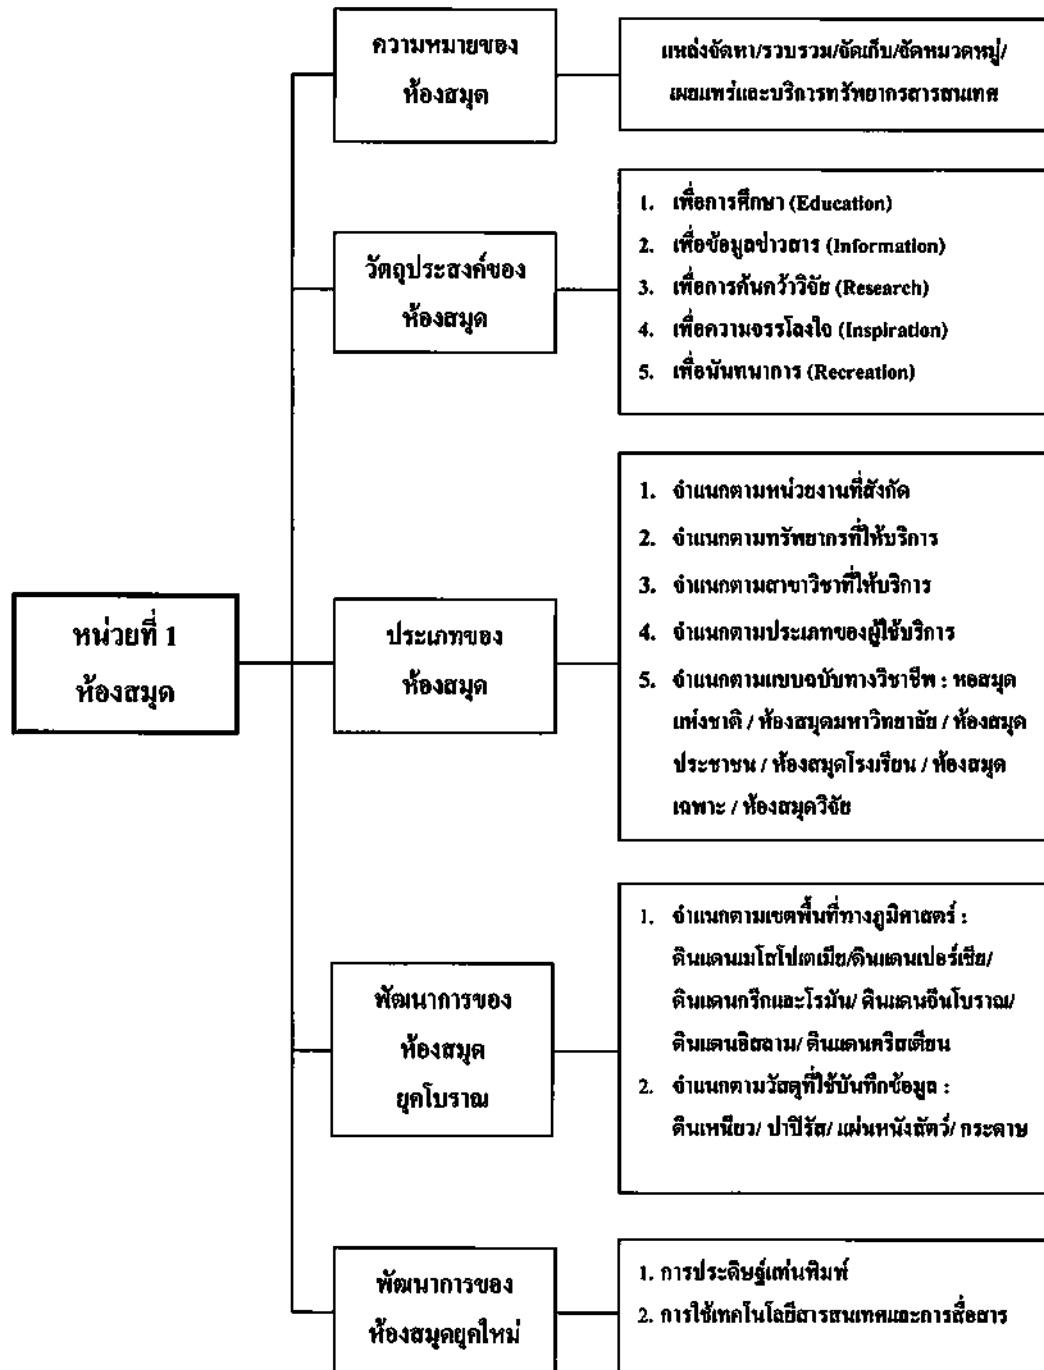 ความหมายของ
ห้องสมุด
แหล่งจัดหา/รวบรวม/จัดเก็บ/จัดหมวดหมู่/
เผยแพร่และบริการทรัพยากรสารสนเทศ
วัตถุประสงค์ของ
ห้องสมุด
1. เพื่อการศึกษา (Education)
2. เพื่อข้อมูลข่าวสาร (Information)
3. เพื่อการค้นคว้าวิจัย (Research)
4. เพื่อความจรรโลงใจ (Inspiration)
5. เพื่อนันทนาการ (Recreation)
หน่วยที่ 1
ห้องสมุด
ประเภทของ
ห้องสมุด
1. จำแนกตามหน่วยงานที่สังกัด
2. จำแนกตามทรัพยากรที่ให้บริการ
3. จำแนกตามสาขาวิชาที่ให้บริการ
4. จำแนกตามประเภทของผู้ใช้บริการ
5. จำแนกตามแบบฉบับทางวิชาชีพ : หอสมุด
แห่งชาติ / ห้องสมุดมหาวิทยาลัย / ห้องสมุด
ประชาชน / ห้องสมุดโรงเรียน / ห้องสมุด
เฉพาะ / ห้องสมุดวิจัย
พัฒนาการของ
ห้องสมุด
ยุคโบราณ
1. จำแนกตามเขตพื้นที่ทางภูมิศาสตร์ :
ดินแดนเมโสโปเตเมีย/ดินแดนเปอร์เซีย/
ดินแดนกรีกและโรมัน/ ดินแดนจีนโบราณ/
ดินแดนอิสลาม/ ดินแดนคริสเตียน
2. จำแนกตามวัสดุที่ใช้บันทึกข้อมูล :
ดินเหนียว/ ปาปิรัส/ แผ่นหนังสัตว์/ กระดาษ
พัฒนาการของ
ห้องสมุดยุคใหม่
1. การประดิษฐ์แท่นพิมพ์
2. การใช้เทคโนโลยีสารสนเทศและการสื่อสาร